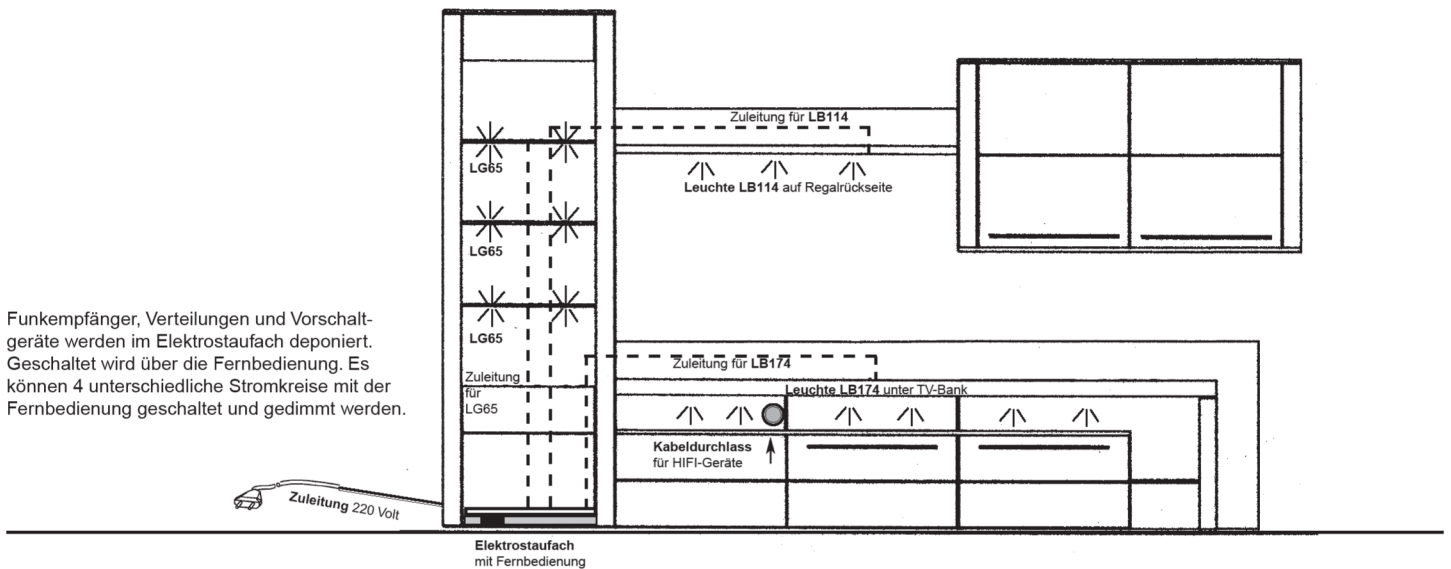 Zuleitung für LB114
LG65
Leuchte LB114 auf Regalrückseite
LG65
Funkempfänger, Verteilungen und Vorschalt-
geräte werden im Elektrostaufach deponiert.
Geschaltet wird über die Fernbedienung. Es
können 4 unterschiedliche Stromkreise mit der
Fernbedienung geschaltet und gedimmt werden.
LG65
Zuleitung für LB174
Zuleitung
für
LG65
Leuchte LB174 unter TV-Bank
Kabeldurchlass
für HIFI-Geräte
Zuleitung 220 Volt
Elektrostaufach
mit Fernbedienung